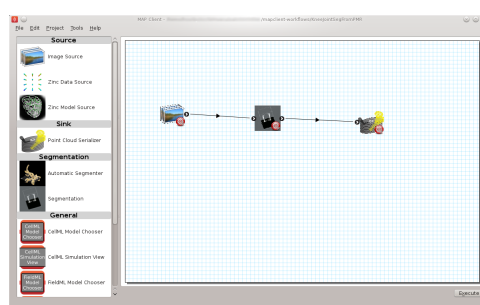 MAP Client -
File Edit Project Tools Help
Source
Image Source
Zinc Data Source
Zinc Model Source
Sink
Point Cloud Serializer
Segmentation
Automatic Segmenter
Segmentation
General
CellML Model Chooser
CellML Model Chooser
CellML Simulation View
CellML Simulation View
FieldML Model Chooser
FieldML Model Chooser
Execute